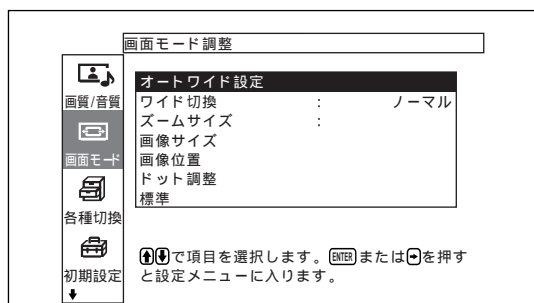 画面モード調整
画質/音質
画面モード
各種切換
初期設定
オートワイド設定
ワイド切換 : ノーマル
ズームサイズ :
画像サイズ
画像位置
ドット調整
標準
で項目を選択します。ENTERまたはを押す
と設定メニューに入ります。